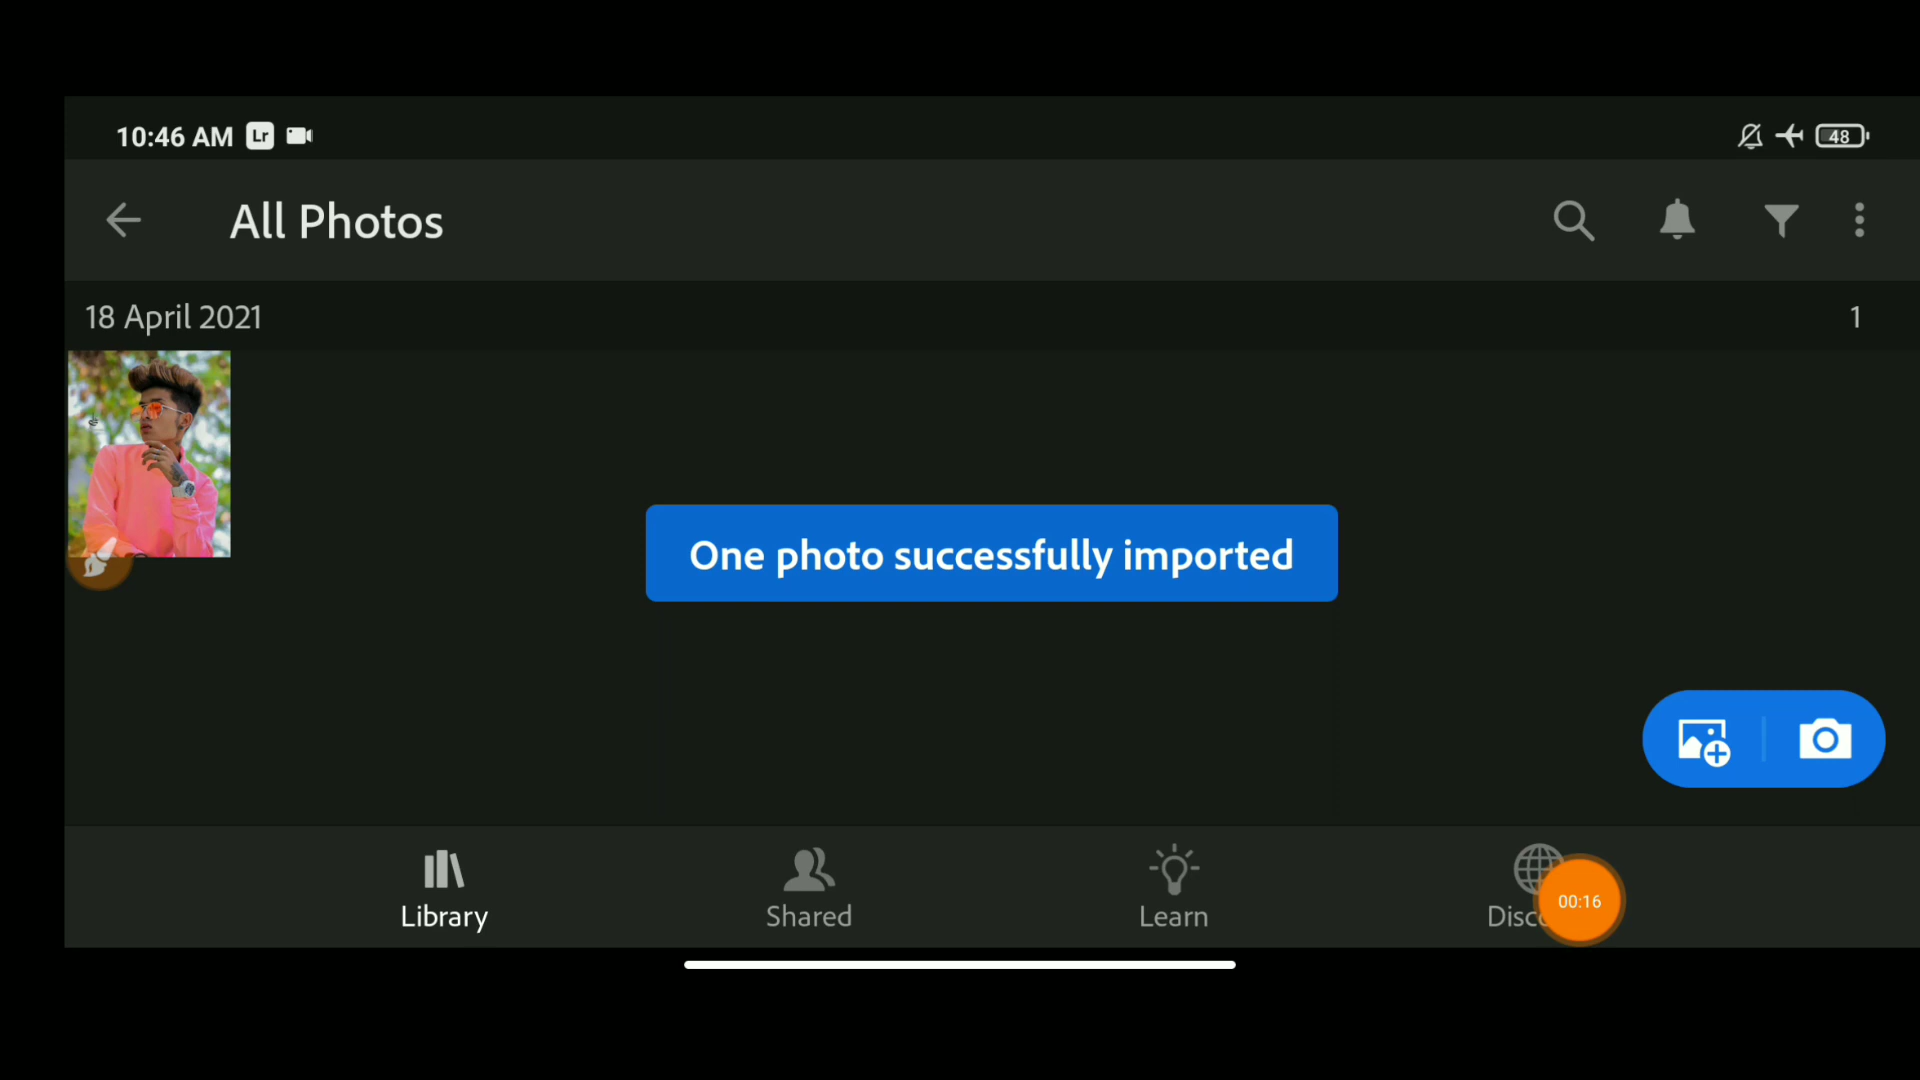 10:46 AM Lr
48
All Photos
18 April 2021
1
One photo successfully imported
Library
Shared
Learn
Disc
00:16